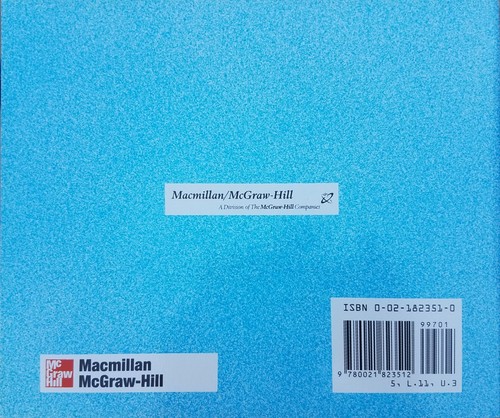 Macmillan/McGraw-Hill
A Division of The McGraw-Hill Companies
ISBN 0-02-182351-0
99701
9 780021 823512
5, L.11, U.3
Mc
Graw
Hill
Macmillan
McGraw-Hill